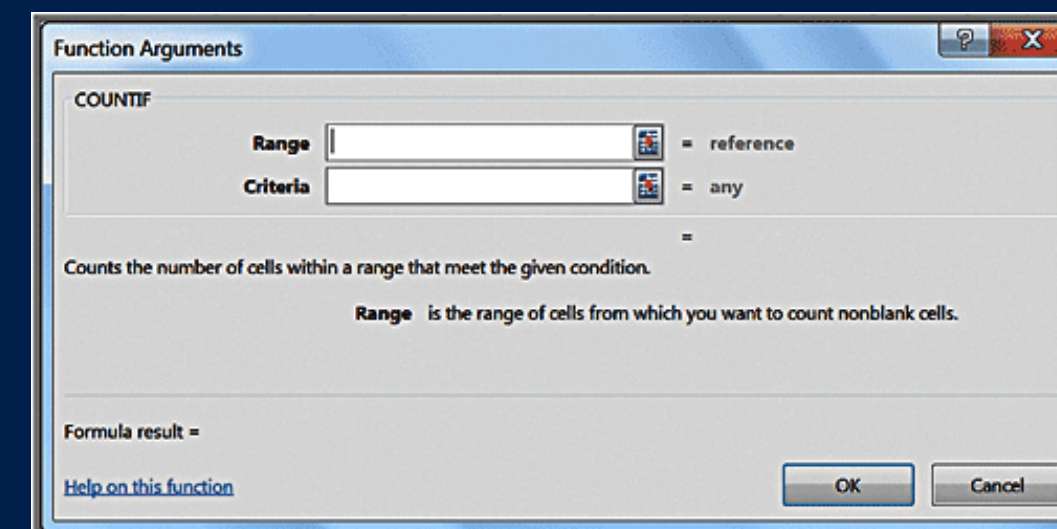 Function Arguments
COUNTIF
Range = reference
Criteria = any
=
Counts the number of cells within a range that meet the given condition.
Range is the range of cells from which you want to count nonblank cells.
Formula result =
Help on this function
OK Cancel